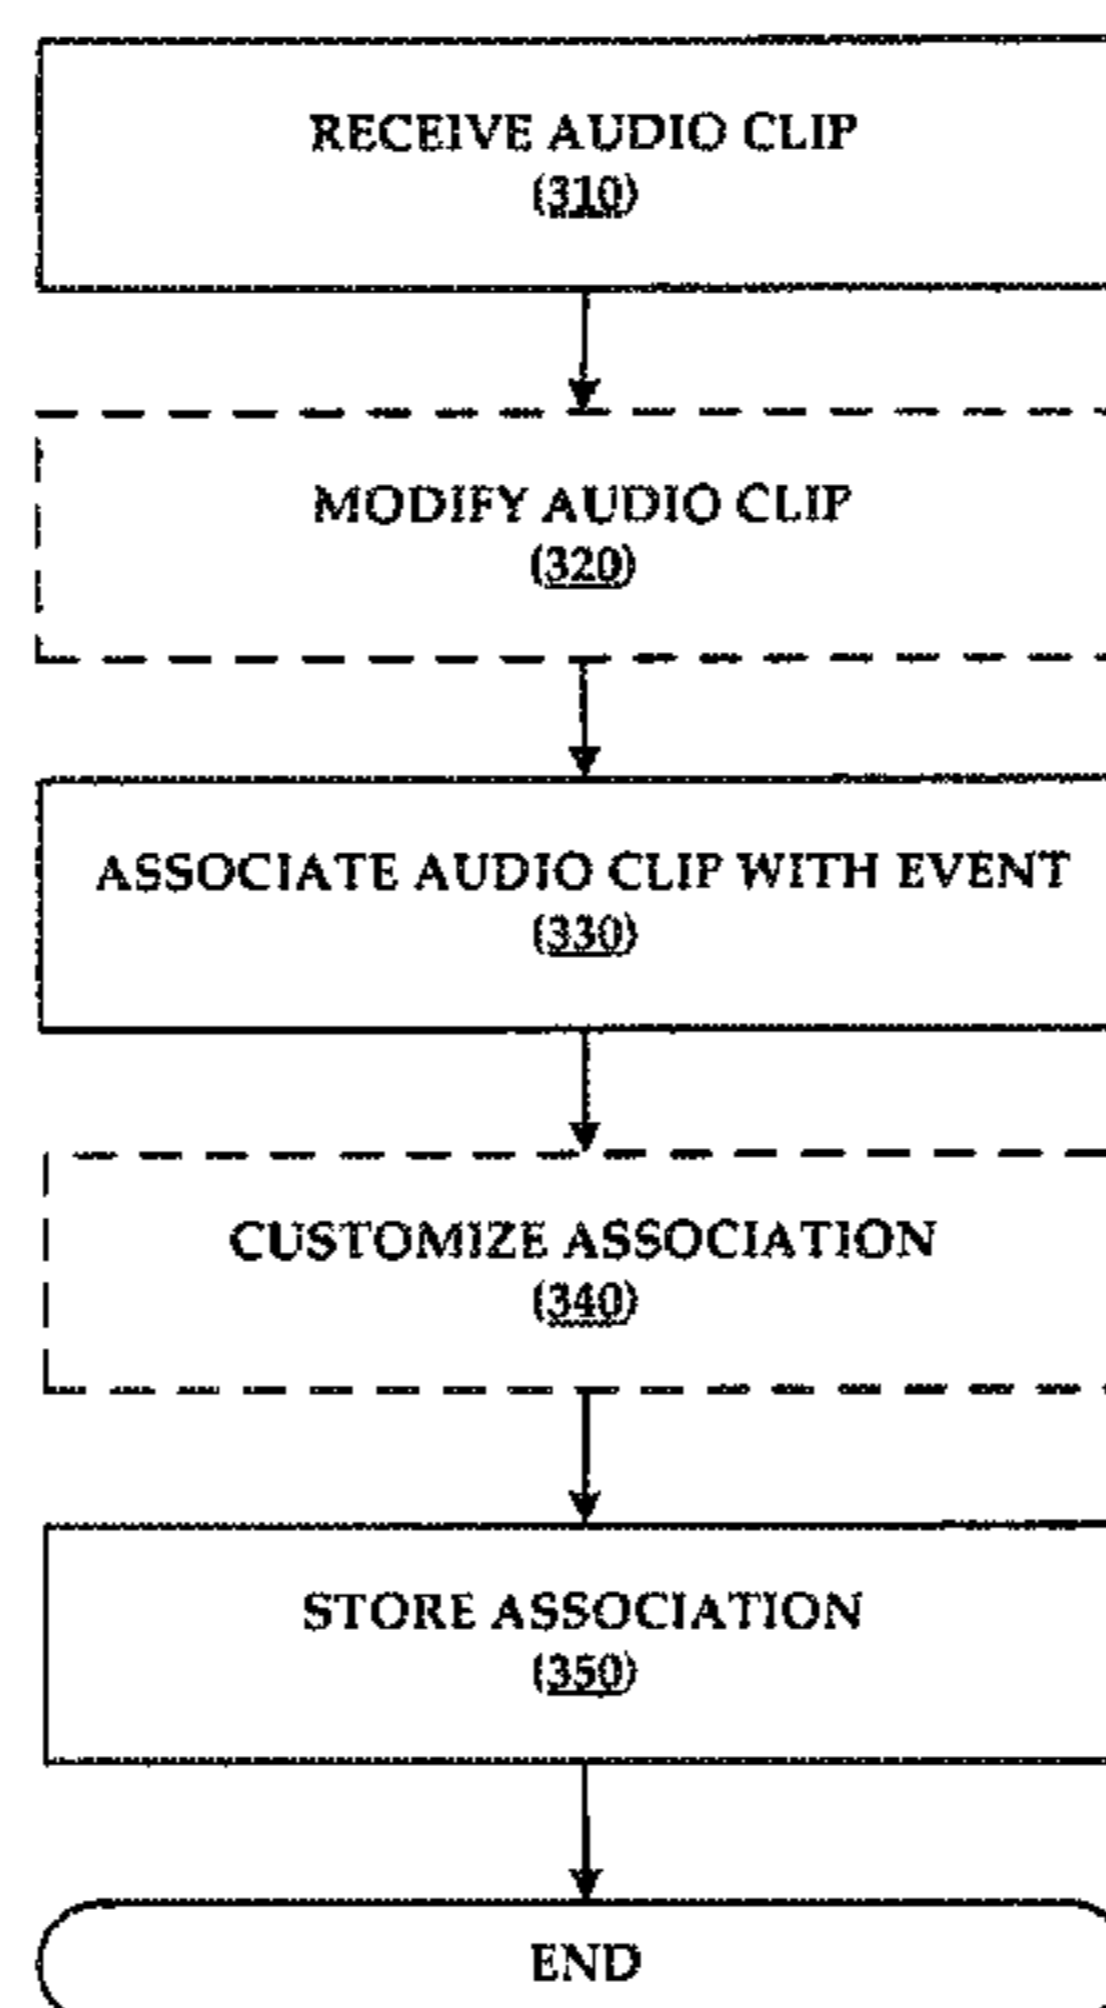 RECEIVE AUDIO CLIP
(310)
MODIFY AUDIO CLIP
(320)
ASSOCIATE AUDIO CLIP WITH EVENT
(330)
CUSTOMIZE ASSOCIATION
(340)
STORE ASSOCIATION
(350)
END